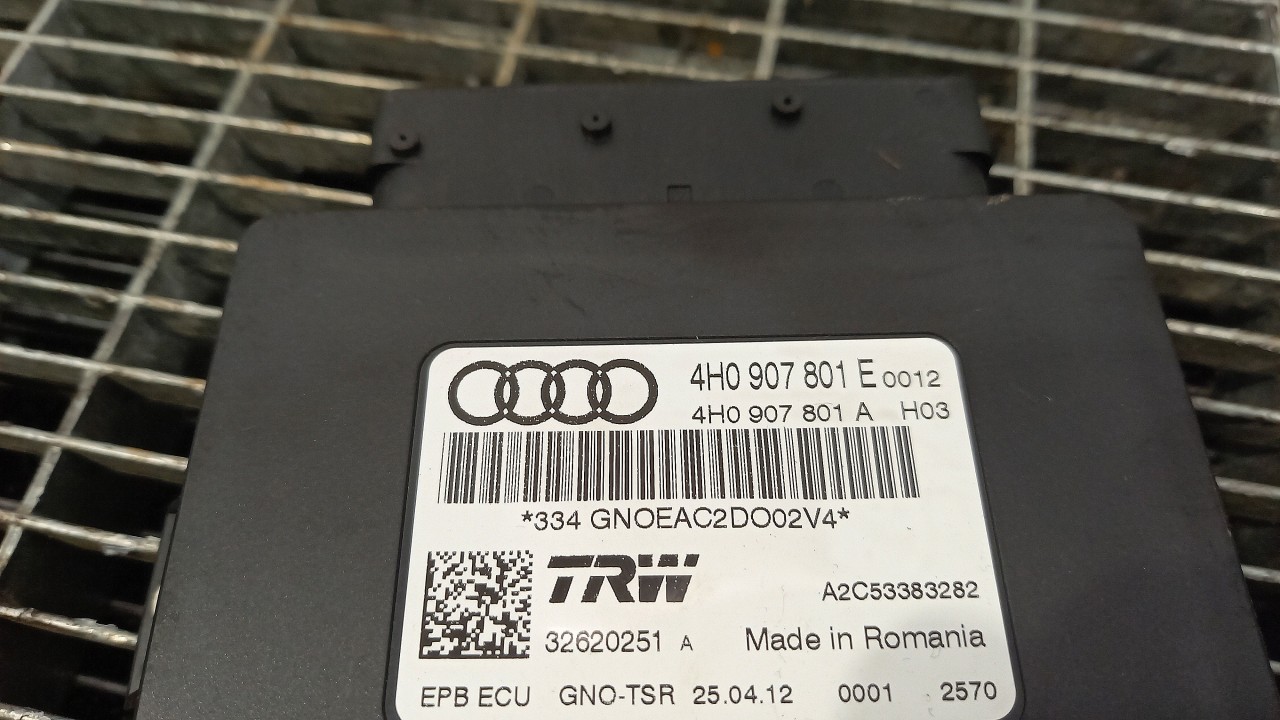 4H0 907 801 E 0012
4H0 907 801 A H03
*334 GNOEAC2DO02V4*
TRW
A2C53383282
32620251 A Made in Romania
EPB ECU GNO-TSR 25.04.12 0001 2570